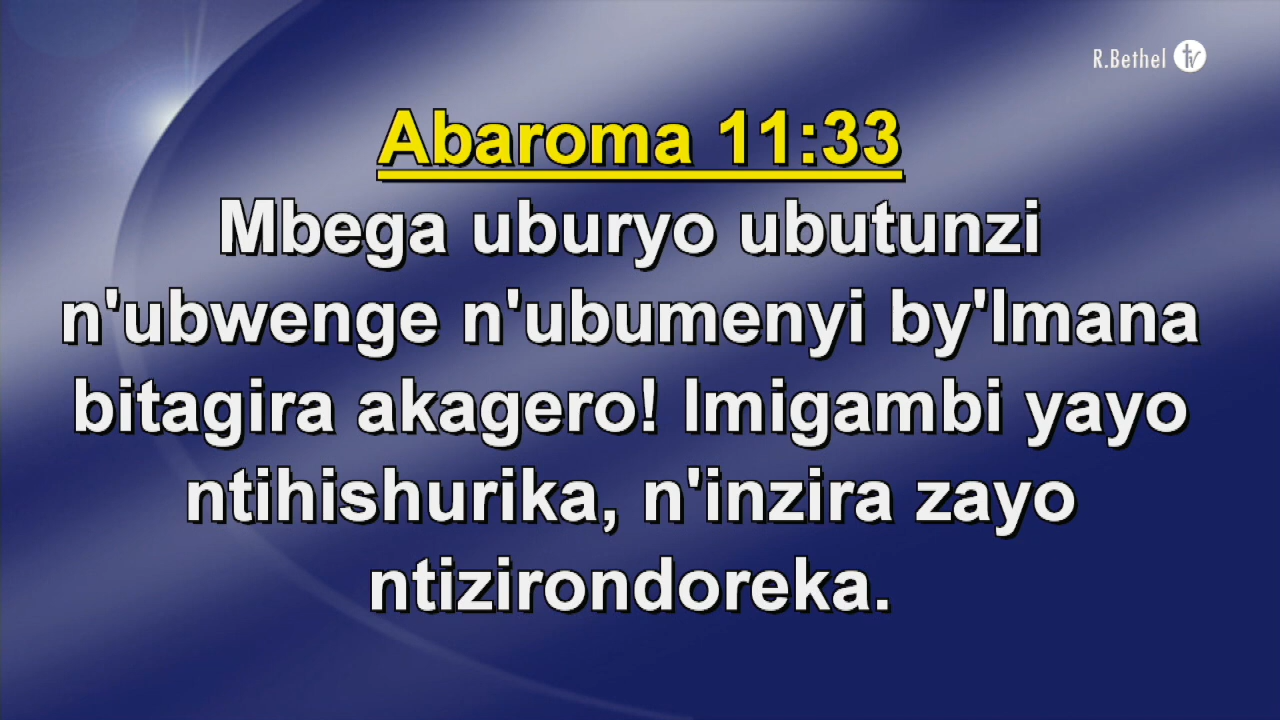 R.Bethel tv
Abaroma 11:33
Mbega uburyo ubutunzi
n'ubwenge n'ubumenyi by'Imana
bitagira akagero! Imigambi yayo
ntihishurika, n'inzira zayo
ntizirondoreka.